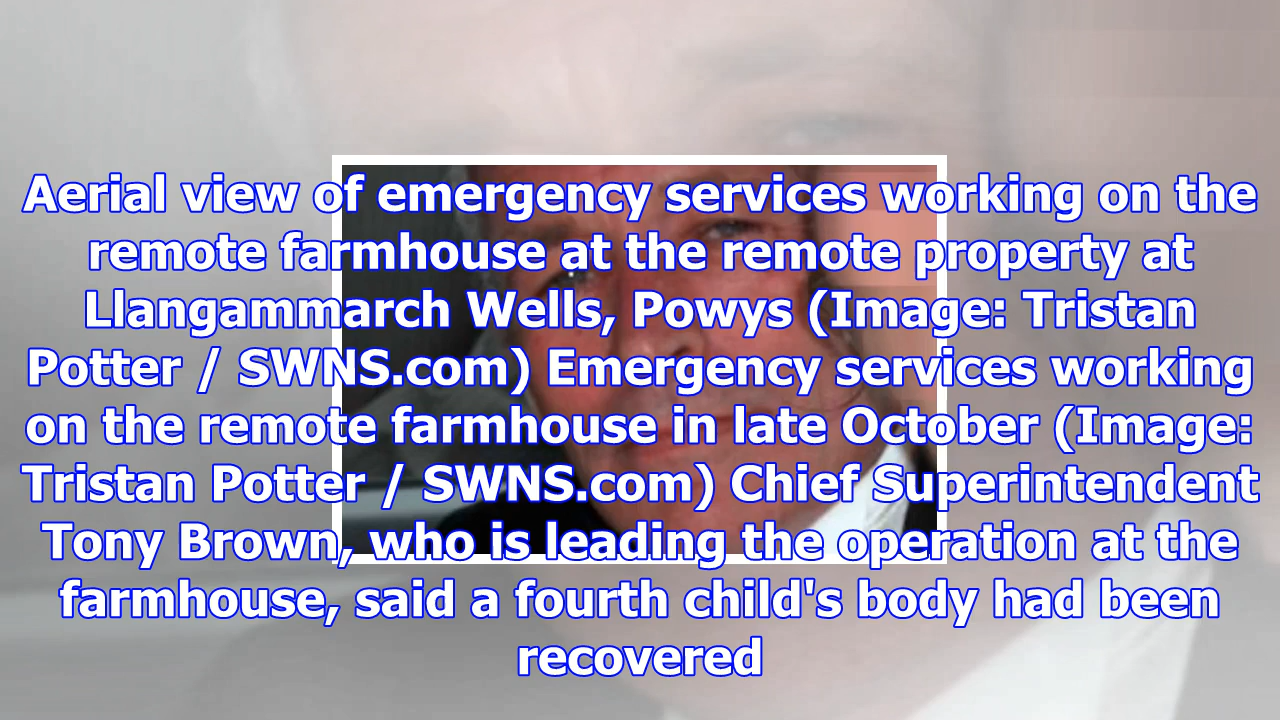 Aerial view of emergency services working on the
remote farmhouse at the remote property at
Llangammarch Wells, Powys (Image: Tristan
Potter / SWNS.com) Emergency services working
on the remote farmhouse in late October (Image:
Tristan Potter / SWNS.com) Chief Superintendent
Tony Brown, who is leading the operation at the
farmhouse, said a fourth child's body had been
recovered